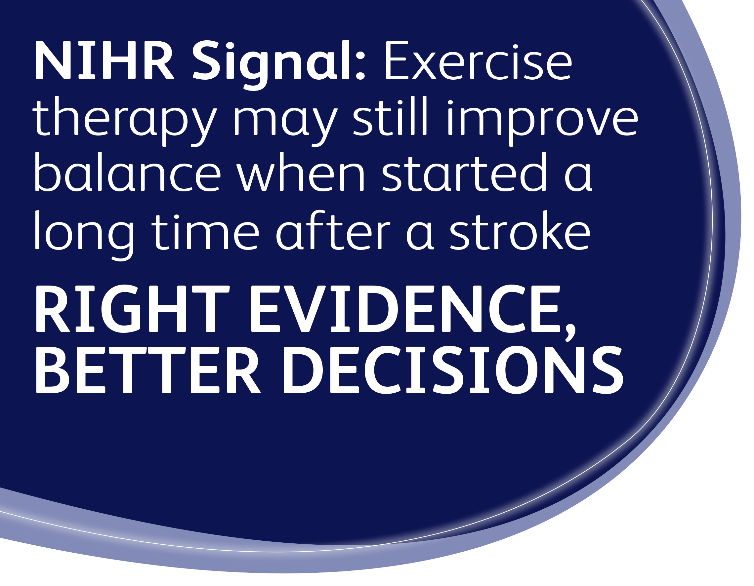 NIHR Signal: Exercise
therapy may still improve
balance when started a
long time after a stroke
RIGHT EVIDENCE,
BETTER DECISIONS